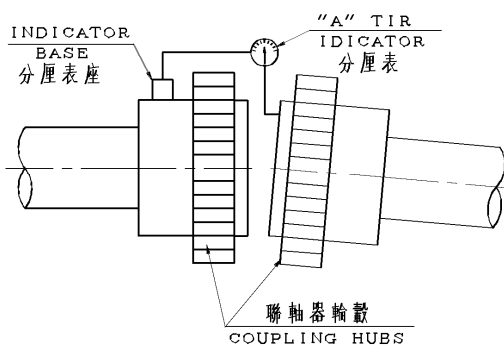 INDICATOR
BASE
分厘表座
"A" TIR
IDICATOR
分厘表
聯軸器輪轂
COUPLING HUBS